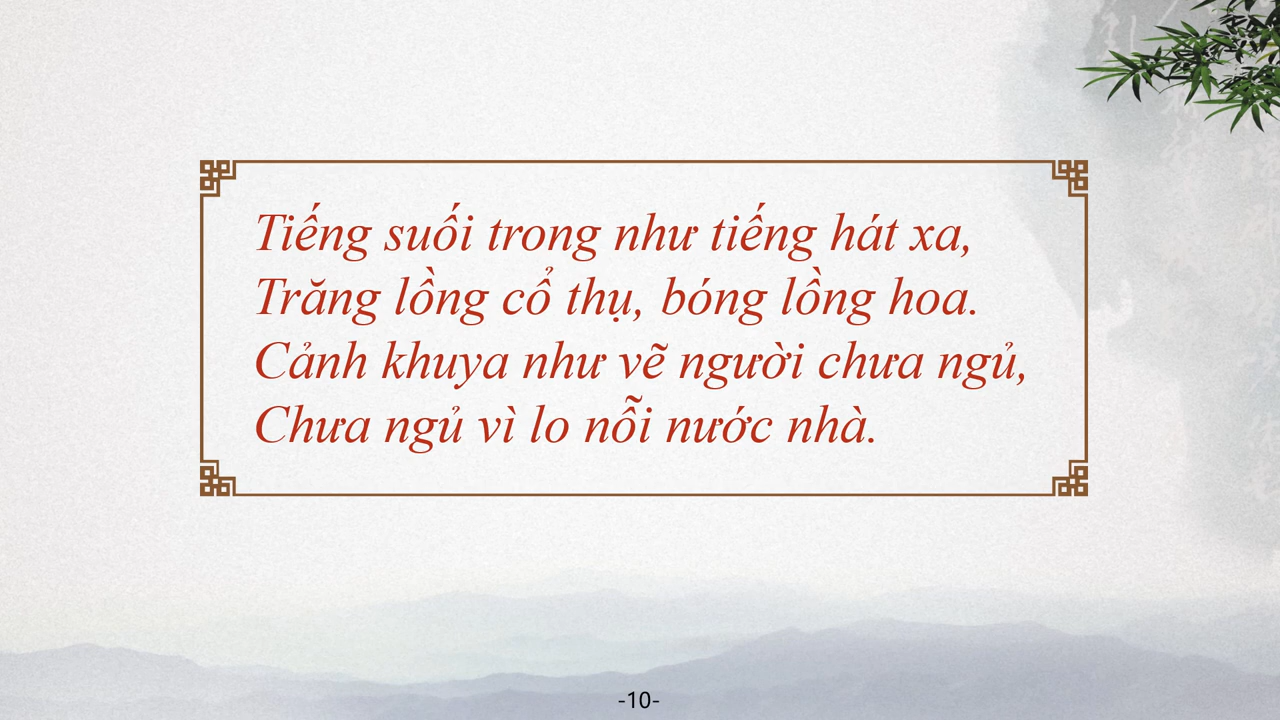 Tiếng suối trong như tiếng hát xa,
Trăng lồng cổ thụ, bóng lồng hoa.
Cảnh khuya như vẽ người chưa ngủ,
Chưa ngủ vì lo nỗi nước nhà.
-10-